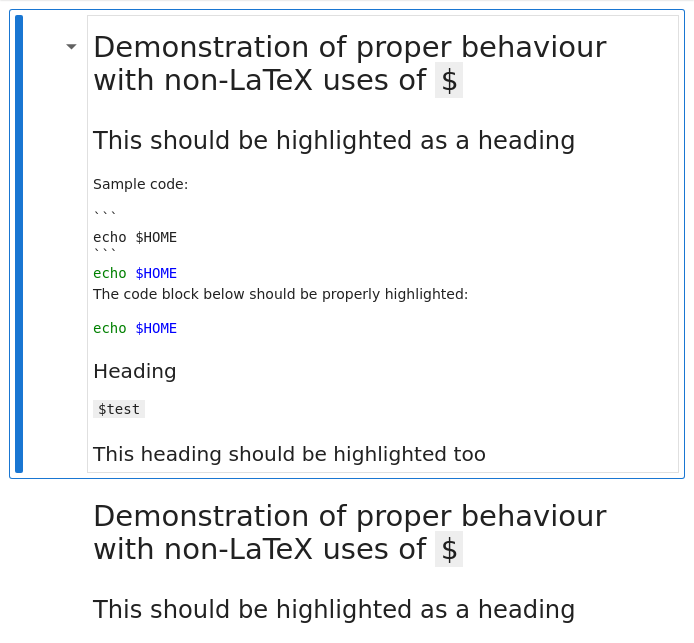 Demonstration of proper behaviour
with non-LaTeX uses of $
This should be highlighted as a heading
Sample code:
```
echo $HOME
```
echo $HOME
The code block below should be properly highlighted:
echo $HOME
Heading
$test
This heading should be highlighted too
Demonstration of proper behaviour
with non-LaTeX uses of $
This should be highlighted as a heading